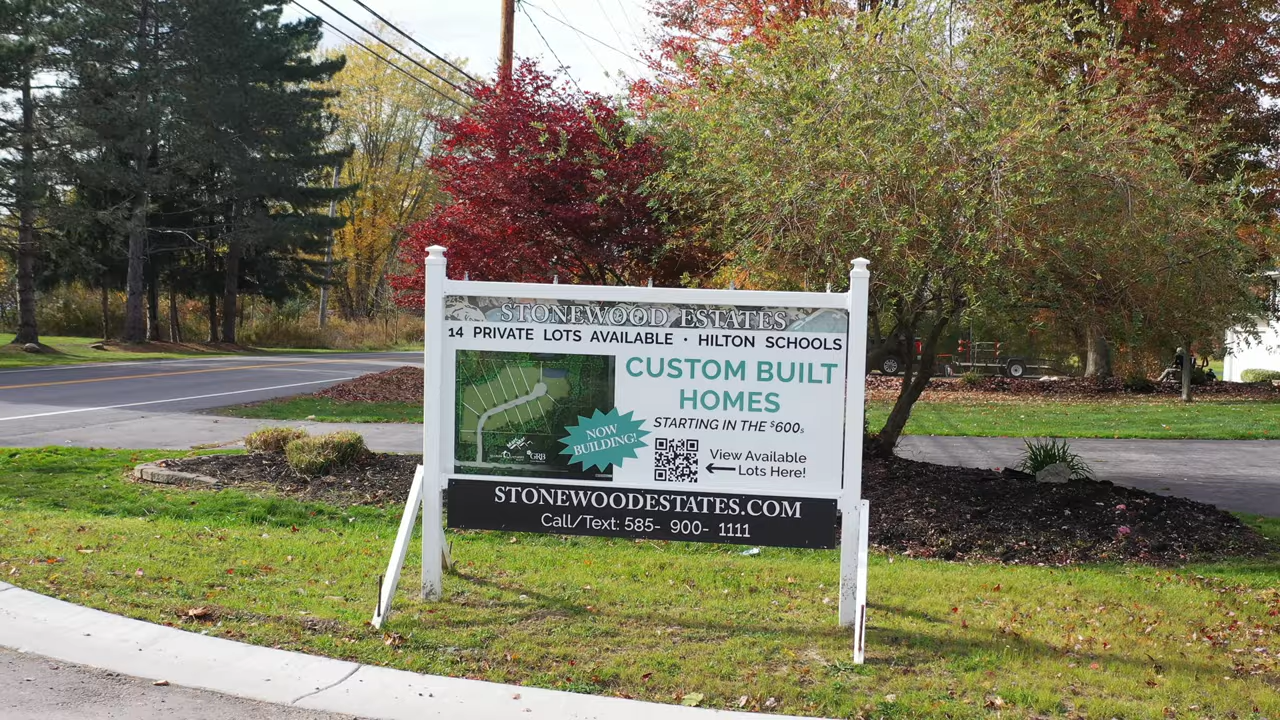 STONEWOOD ESTATES
14 PRIVATE LOTS AVAILABLE • HILTON SCHOOLS
CUSTOM BUILT
HOMES
STARTING IN THE $600s
NOW
BUILDING!
GRB
View Available
Lots Here!
STONEWOODESTATES.COM
Call/Text: 585- 900- 1111